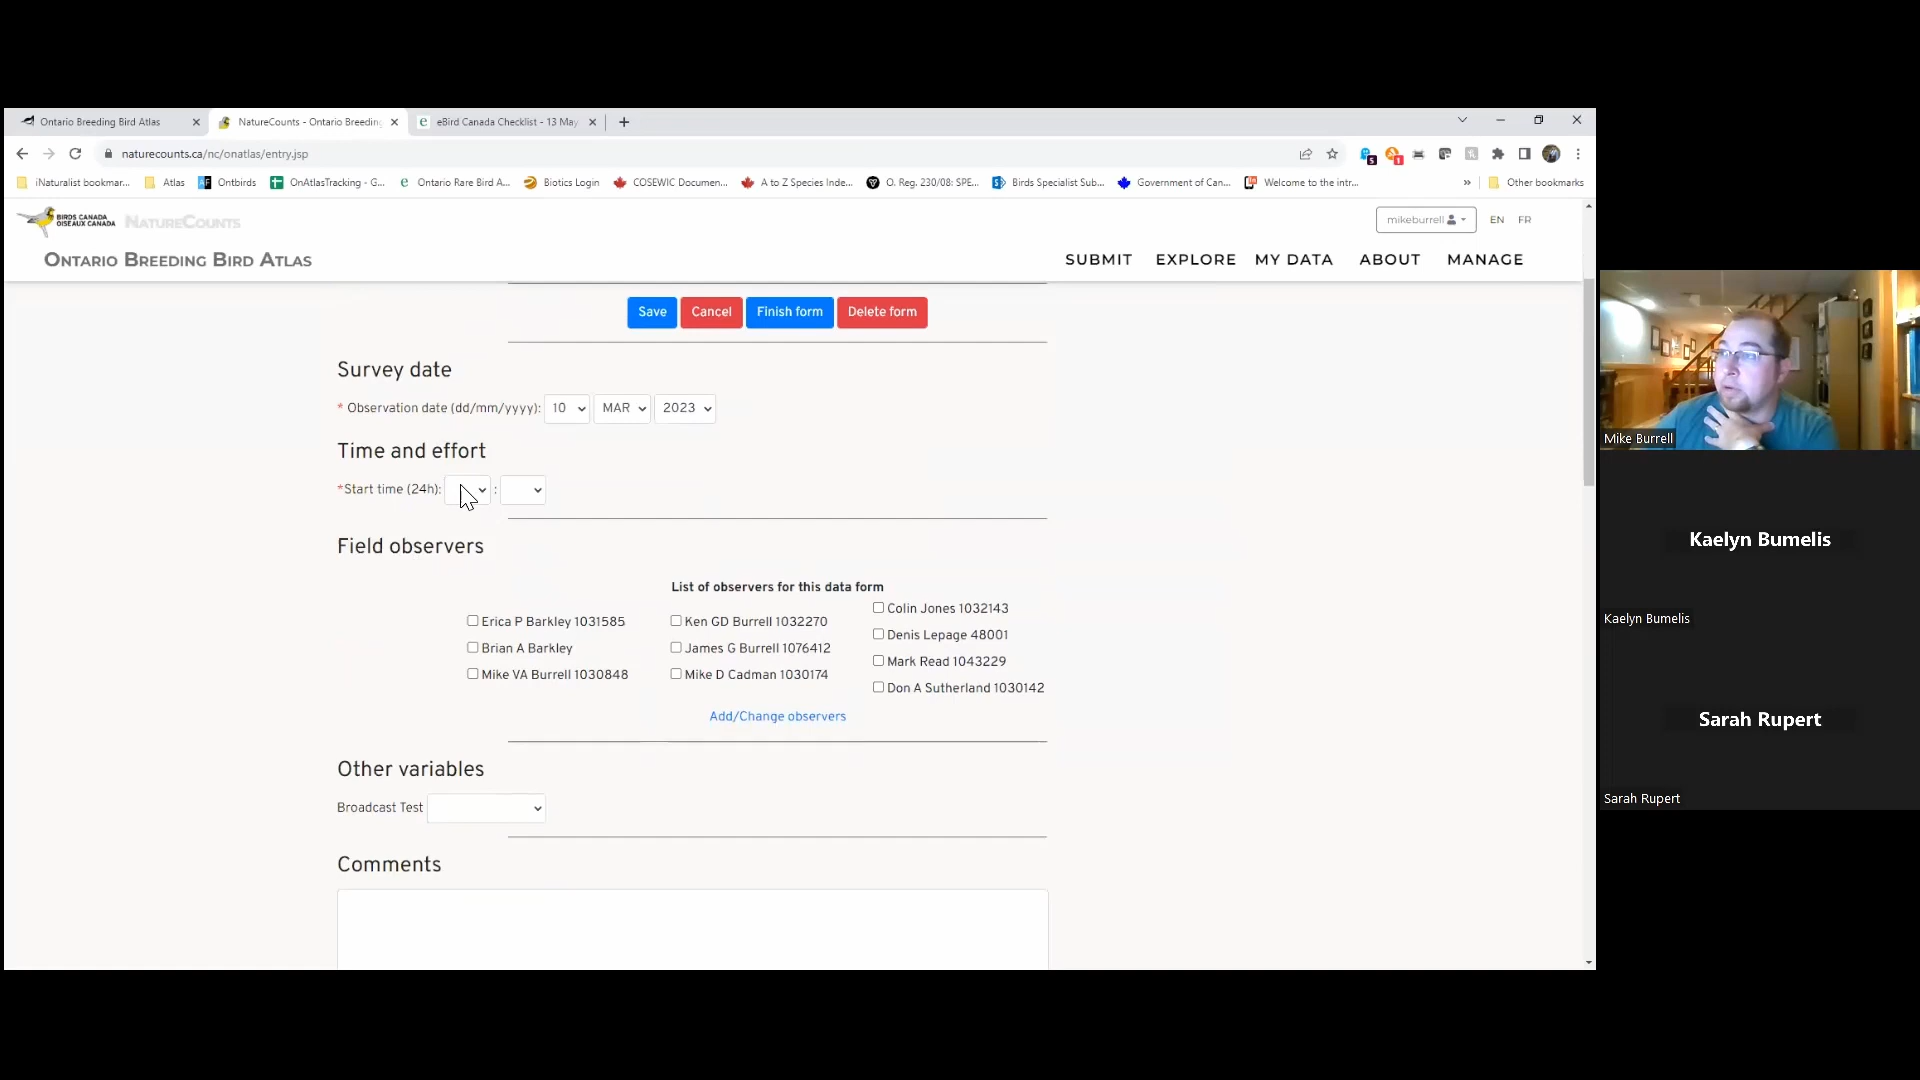 Ontario Breeding Bird Atlas
NatureCounts - Ontario Breeding
eBird Canada Checklist - 13 May
naturecounts.ca/nc/onatlas/entry.jsp
iNaturalist bookmar...
Atlas
Ontbirds
OnAtlasTracking - G...
Ontario Rare Bird A...
Biotics Login
COSEWIC Documen...
A to Z Species Inde...
O. Reg. 230/08: SPE...
Birds Specialist Sub...
Government of Can...
Welcome to the intr...
»
Other bookmarks
BIRDS CANADA
OISEAUX CANADA
NATURECOUNTS
mikeburrell
EN
FR
ONTARIO BREEDING BIRD ATLAS
SUBMIT
EXPLORE
MY DATA
ABOUT
MANAGE
Save
Cancel
Finish form
Delete form
Survey date
* Observation date (dd/mm/yyyy): 10 MAR 2023
Time and effort
*Start time (24h): :
Field observers
List of observers for this data form
Erica P Barkley 1031585
Brian A Barkley
Mike VA Burrell 1030848
Ken GD Burrell 1032270
James G Burrell 1076412
Mike D Cadman 1030174
Colin Jones 1032143
Denis Lepage 48001
Mark Read 1043229
Don A Sutherland 1030142
Add/Change observers
Other variables
Broadcast Test
Comments
Mike Burrell
Kaelyn Bumelis
Kaelyn Bumelis
Sarah Rupert
Sarah Rupert